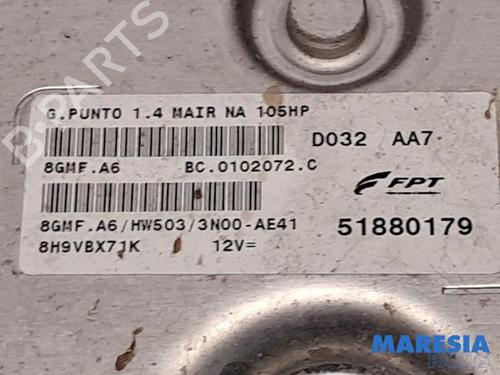 G.PUNTO 1.4 MAIR NA 105HP
D032 AA7
8GMF.A6 BC.0102072.C
FPT
8GMF.A6/HW503/3N00-AE41
51880179
8H9VBX71K 12V=
B-PARTS
MARESIA